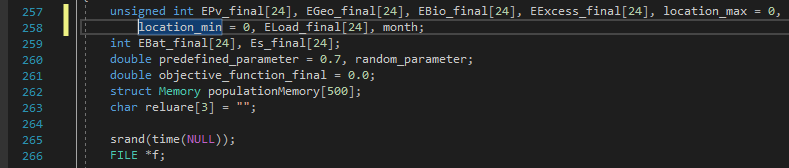 257 unsigned int EPv_final[24], EGeo_final[24], EBio_final[24], EExcess_final[24], location_max = 0,
258 location_min = 0, ELoad_final[24], month;
259 int EBat_final[24], Es_final[24];
260 double predefined_parameter = 0.7, random_parameter;
261 double objective_function_final = 0.0;
262 struct Memory populationMemory[500];
263 char reluare[3] = "";
264
265 srand(time(NULL));
266 FILE *f;